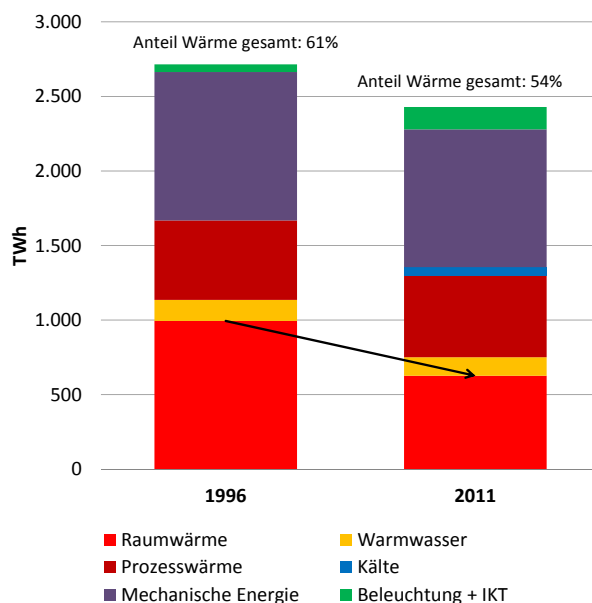 3.000
Anteil Wärme gesamt: 61%
Anteil Wärme gesamt: 54%
2.500
2.000
TWh
1.500
1.000
500
0
1996 2011
Raumwärme Warmwasser
Prozesswärme Kälte
Mechanische Energie Beleuchtung + IKT